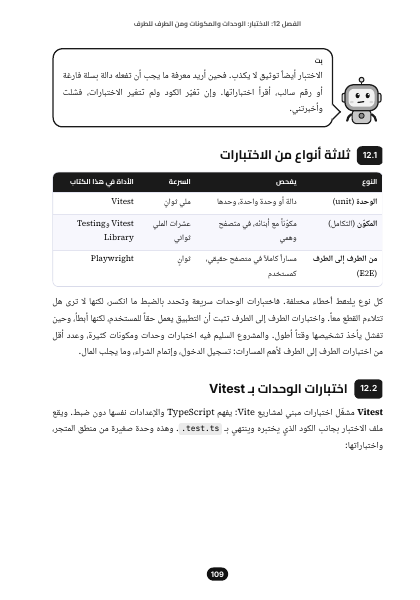 الفصل 12: الاختبار: الوحدات والمكونات ومن الطرف للطرف
بت
الاختبار أيضاً توثيق لا يكذب. فحين أريد معرفة ما يجب أن تفعله دالة بسلة فارغة
أو رقم سالب، أقرأ اختباراتها. وإن تغيّر الكود ولم تتغير الاختبارات، فشلت
وأخبرتني.
12.1 ثلاثة أنواع من الاختبارات
النوع يفحص السرعة الأداة في هذا الكتاب
الوحدة (unit) دالة أو وحدة واحدة، وحدها ملي ثوانٍ Vitest
المكوّن (التكامل) مكوّناً مع أبنائه، في متصفح عشرات الملي Vitest وTesting
وهمي ثواني Library
من الطرف إلى الطرف مساراً كاملاً في متصفح حقيقي، ثوانٍ Playwright
(E2E) كمستخدم
كل نوع يلتقط أخطاء مختلفة. فاختبارات الوحدات سريعة وتحدد بالضبط ما انكسر، لكنها لا ترى هل
تتلاءم القطع معاً. واختبارات الطرف إلى الطرف تثبت أن التطبيق يعمل حقاً للمستخدم، لكنها أبطأ، وحين
تفشل يأخذ تشخيصها وقتاً أطول. والمشروع السليم فيه اختبارات وحدات ومكونات كثيرة، وعدد أقل
من اختبارات الطرف إلى الطرف لأهم المسارات: تسجيل الدخول، وإتمام الشراء، وما يجلب المال.
12.2 اختبارات الوحدات بـ Vitest
Vitest مشغّل اختبارات مبني لمشاريع Vite: يفهم TypeScript والإعدادات نفسها دون ضبط. ويقع
ملف الاختبار بجانب الكود الذي يختبره وينتهي بـ .test.ts. وهذه وحدة صغيرة من منطق المتجر،
واختباراتها:
109